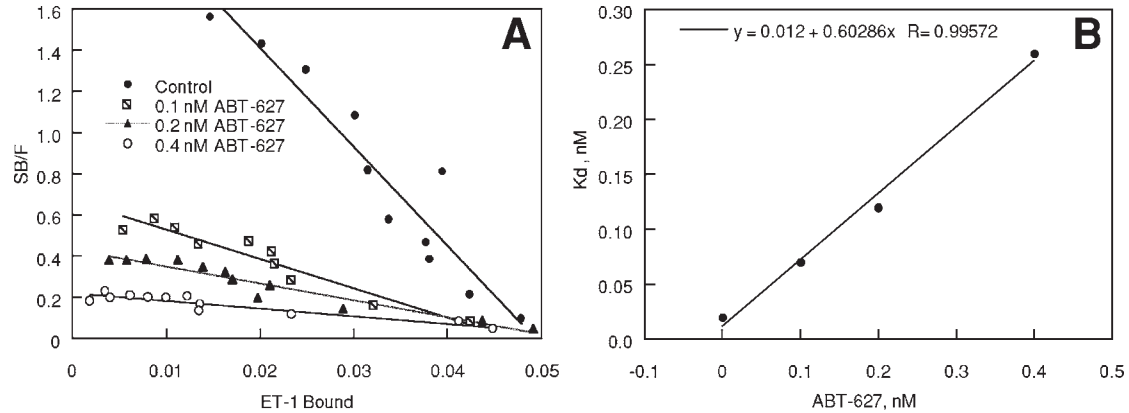 A
1.6
1.4
1.2
1.0
0.8
0.6
0.4
0.2
0.0
SB/F
Control
0.1 nM ABT-627
0.2 nM ABT-627
0.4 nM ABT-627
0
0.01
0.02
0.03
0.04
0.05
ET-1 Bound
B
y = 0.012 + 0.60286x R= 0.99572
0.30
0.25
0.20
0.15
0.10
0.05
0.0
Kd , nM
-0.1
0
0.1
0.2
0.3
0.4
0.5
ABT-627, nM